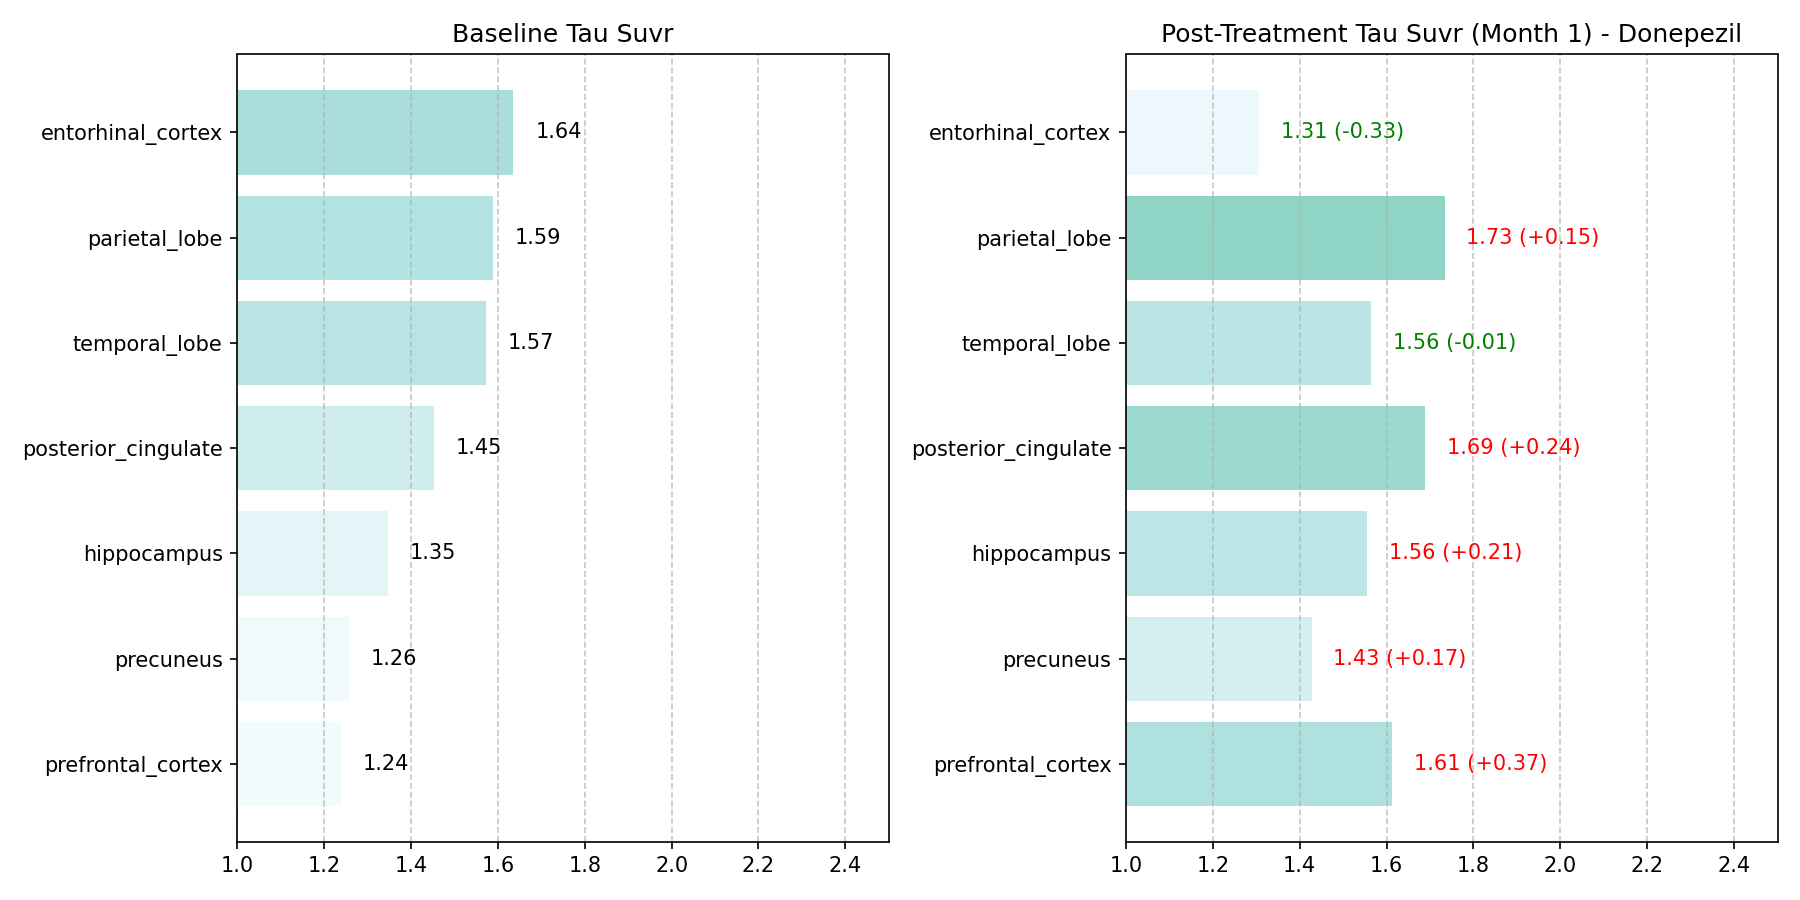 Baseline Tau Suvr
entorhinal_cortex
1.64
parietal_lobe
1.59
temporal_lobe
1.57
posterior_cingulate
1.45
hippocampus
1.35
precuneus
1.26
prefrontal_cortex
1.24
1.0 1.2 1.4 1.6 1.8 2.0 2.2 2.4
Post-Treatment Tau Suvr (Month 1) - Donepezil
entorhinal_cortex
1.31 (-0.33)
parietal_lobe
1.73 (+0.15)
temporal_lobe
1.56 (-0.01)
posterior_cingulate
1.69 (+0.24)
hippocampus
1.56 (+0.21)
precuneus
1.43 (+0.17)
prefrontal_cortex
1.61 (+0.37)
1.0 1.2 1.4 1.6 1.8 2.0 2.2 2.4